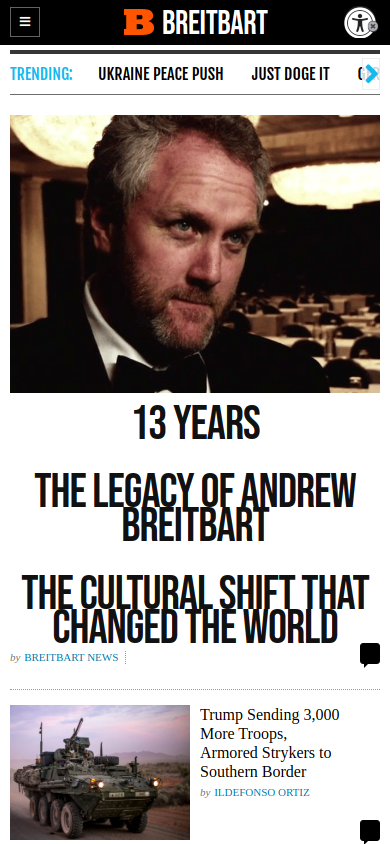 BREITBART
TRENDING:
UKRAINE PEACE PUSH
JUST DOGE IT
13 YEARS
THE LEGACY OF ANDREW
BREITBART
THE CULTURAL SHIFT THAT
CHANGED THE WORLD
by BREITBART NEWS
Trump Sending 3,000
More Troops,
Armored Strykers to
Southern Border
by ILDEFONSO ORTIZ